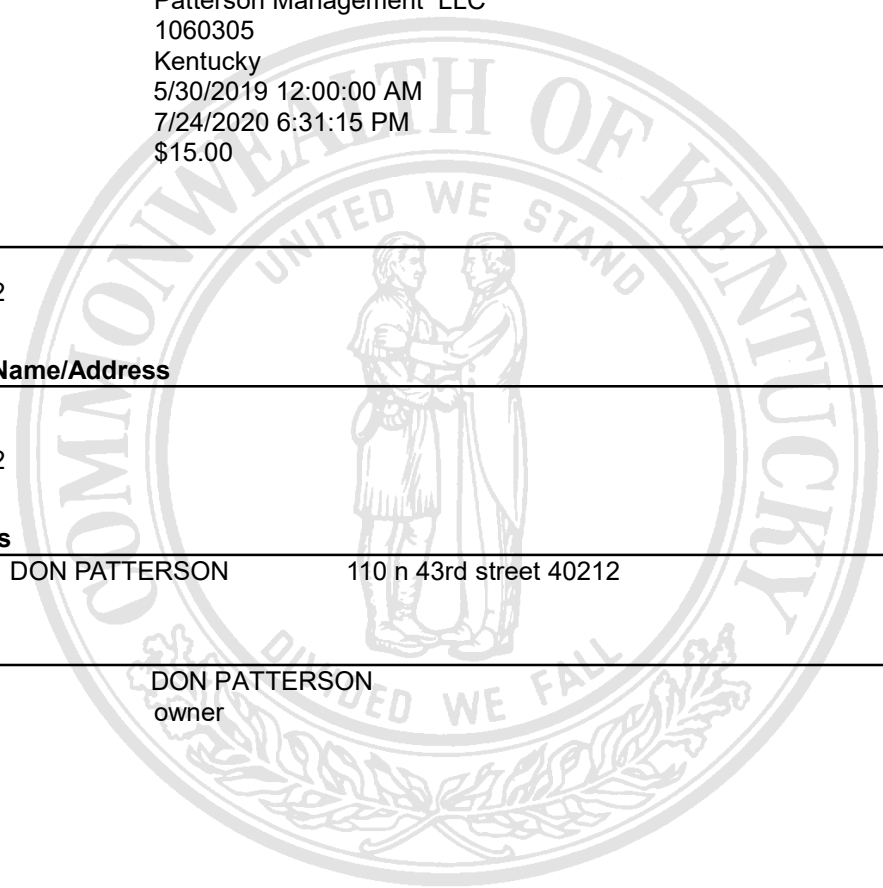 Patterson Management LLC
1060305
Kentucky
5/30/2019 12:00:00 AM
7/24/2020 6:31:15 PM
$15.00
COMMONWEALTH OF KENTUCKY
UNITED WE STAND
2
Name/Address
2
s
DON PATTERSON 110 n 43rd street 40212
DIVIDED WE FALL
DON PATTERSON
owner